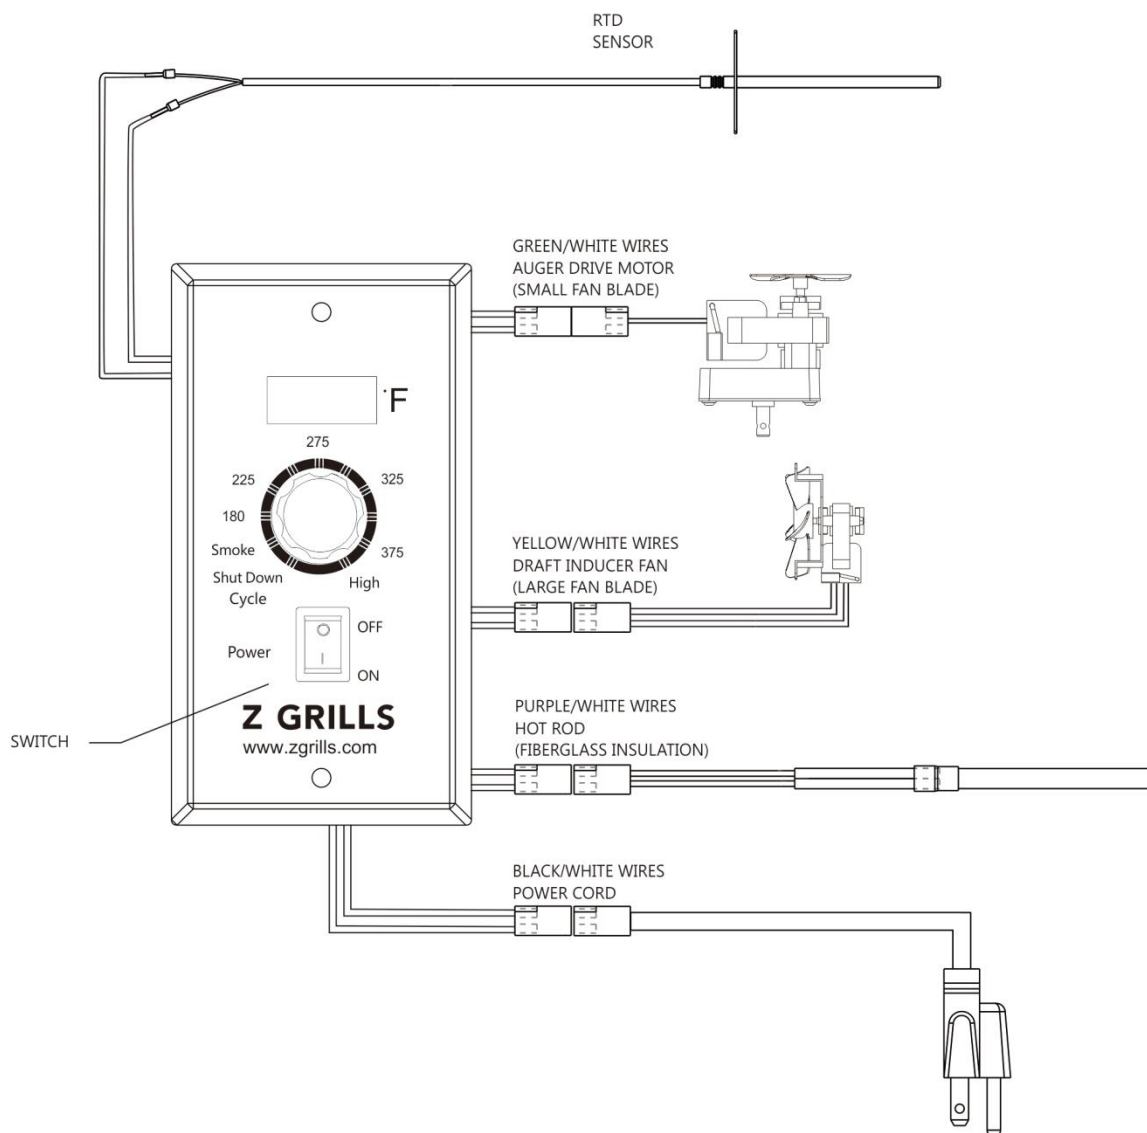 RTD
SENSOR
GREEN/WHITE WIRES
AUGER DRIVE MOTOR
(SMALL FAN BLADE)
°F
275
225
325
180
Smoke
375
Shut Down
Cycle
High
YELLOW/WHITE WIRES
DRAFT INDUCER FAN
(LARGE FAN BLADE)
OFF
Power
ON
SWITCH
Z GRILLS
www.zgrills.com
PURPLE/WHITE WIRES
HOT ROD
(FIBERGLASS INSULATION)
BLACK/WHITE WIRES
POWER CORD